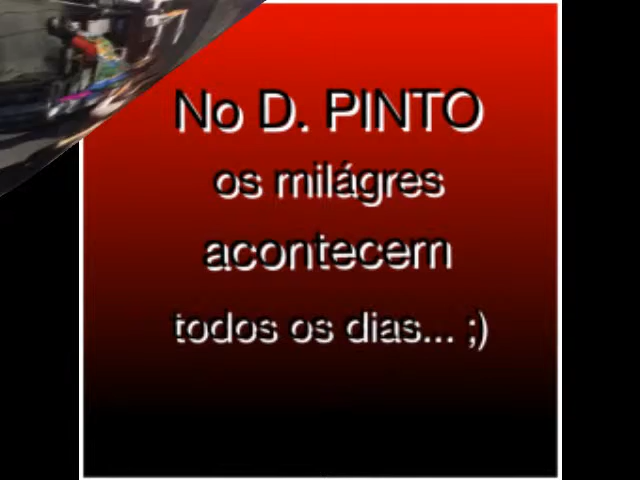 No D. PINTO
os milágres
acontecem
todos os dias... ;)